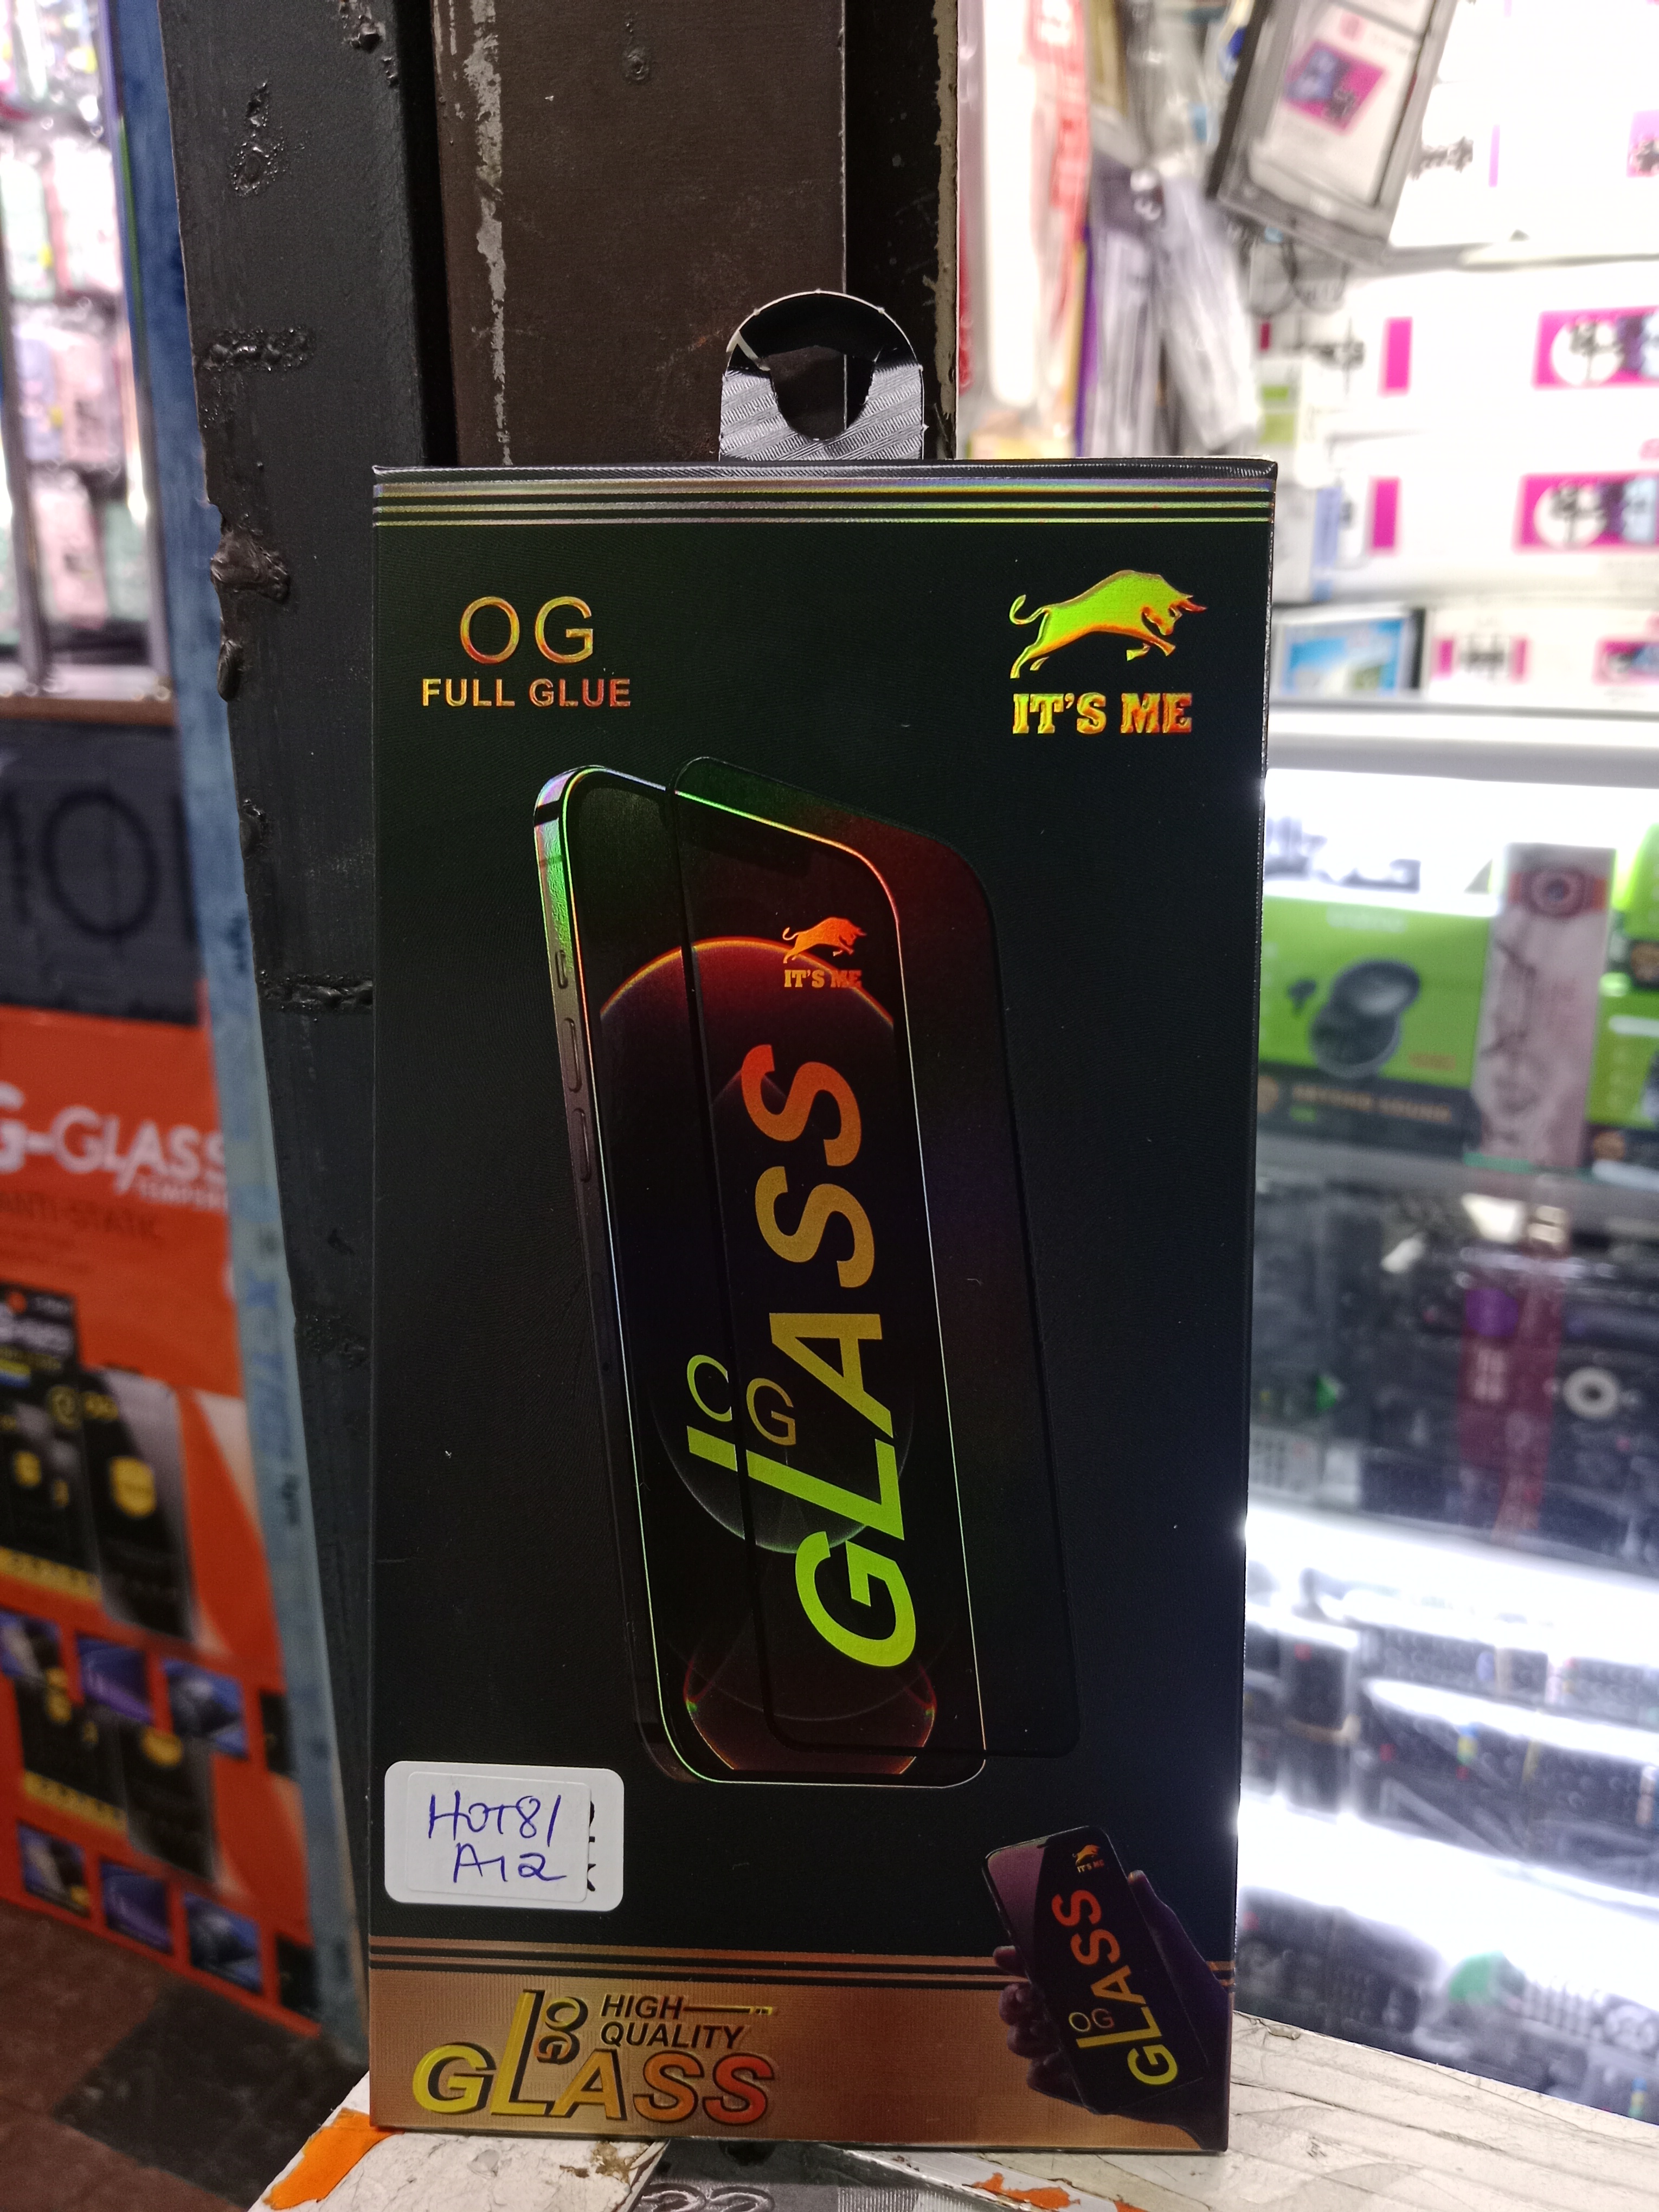 OG
FULL GLUE
IT'S ME
IT'S ME
OG
GLASS
HOT8/
A12
OG HIGH
QUALITY
GLASS
IT'S ME
OG
GLASS
G-GLASS
ANTI-STATIC